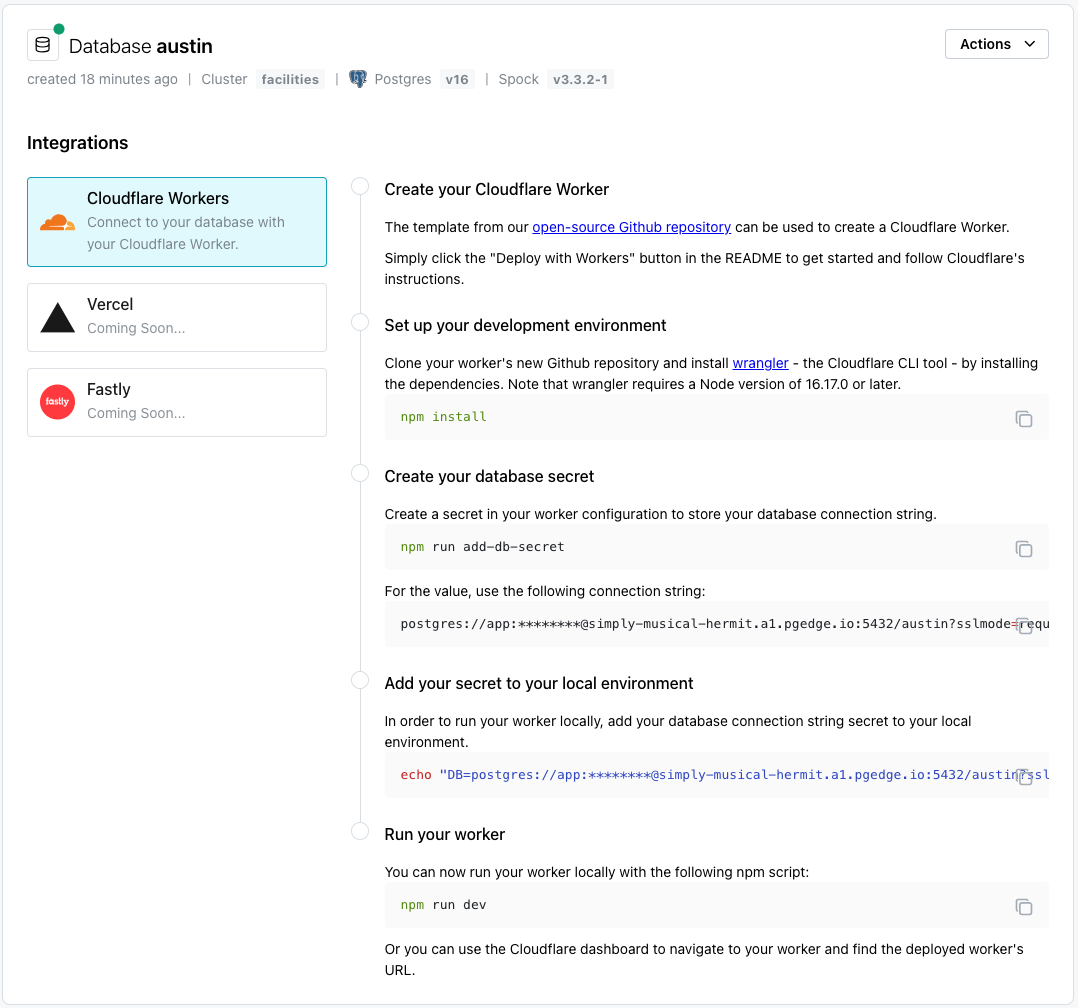 Database austin
Actions
created 18 minutes ago | Cluster facilities | Postgres v16 | Spock v3.3.2-1
Integrations
Cloudflare Workers
Connect to your database with
your Cloudflare Worker.
Vercel
Coming Soon...
fastly
Fastly
Coming Soon...
Create your Cloudflare Worker
The template from our open-source Github repository can be used to create a Cloudflare Worker.
Simply click the "Deploy with Workers" button in the README to get started and follow Cloudflare's
instructions.
Set up your development environment
Clone your worker's new Github repository and install wrangler - the Cloudflare CLI tool - by installing
the dependencies. Note that wrangler requires a Node version of 16.17.0 or later.
npm install
Create your database secret
Create a secret in your worker configuration to store your database connection string.
npm run add-db-secret
For the value, use the following connection string:
postgres://app:********@simply-musical-hermit.a1.pgedge.io:5432/austin?sslmode=requ
Add your secret to your local environment
In order to run your worker locally, add your database connection string secret to your local
environment.
echo "DB=postgres://app:********@simply-musical-hermit.a1.pgedge.io:5432/austin?ssl
Run your worker
You can now run your worker locally with the following npm script:
npm run dev
Or you can use the Cloudflare dashboard to navigate to your worker and find the deployed worker's
URL.